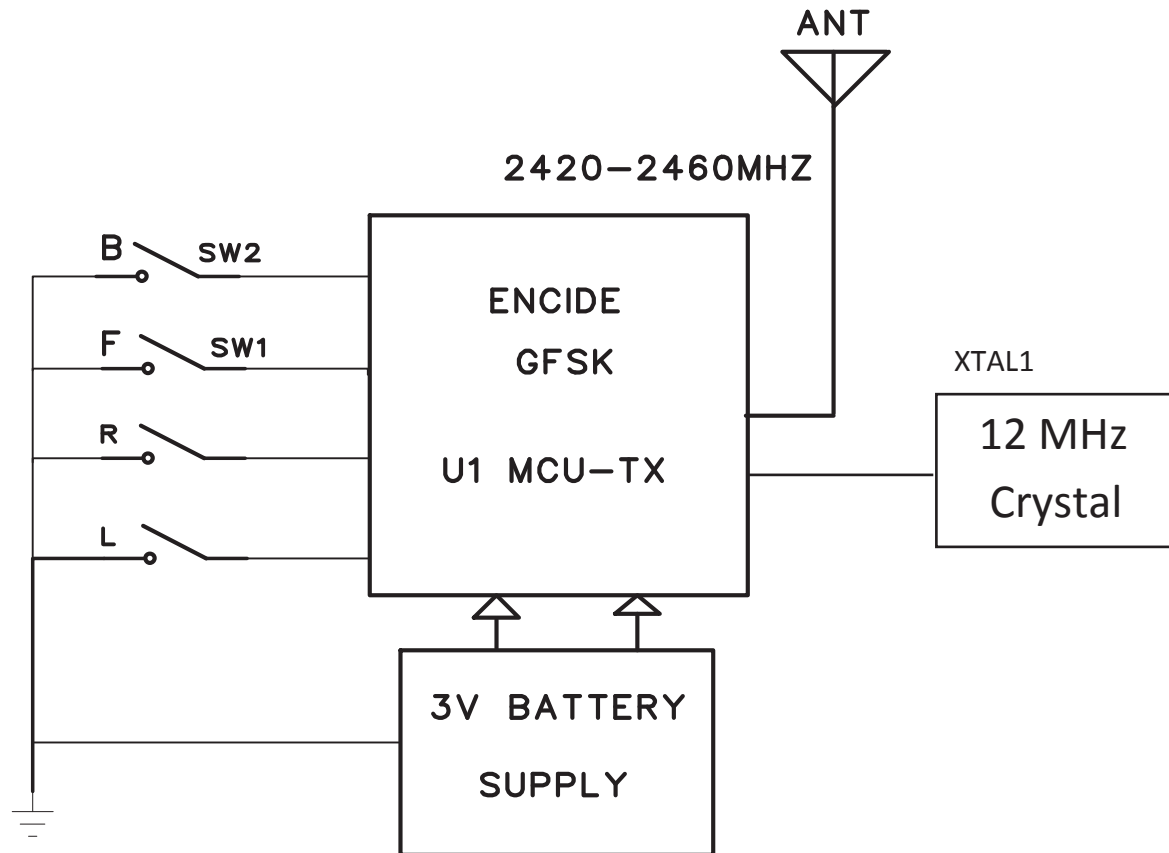 ANT
2420-2460MHZ
B SW2
F SW1
R
L
ENCIDE
GFSK
U1 MCU-TX
XTAL1
12 MHz
Crystal
3V BATTERY
SUPPLY